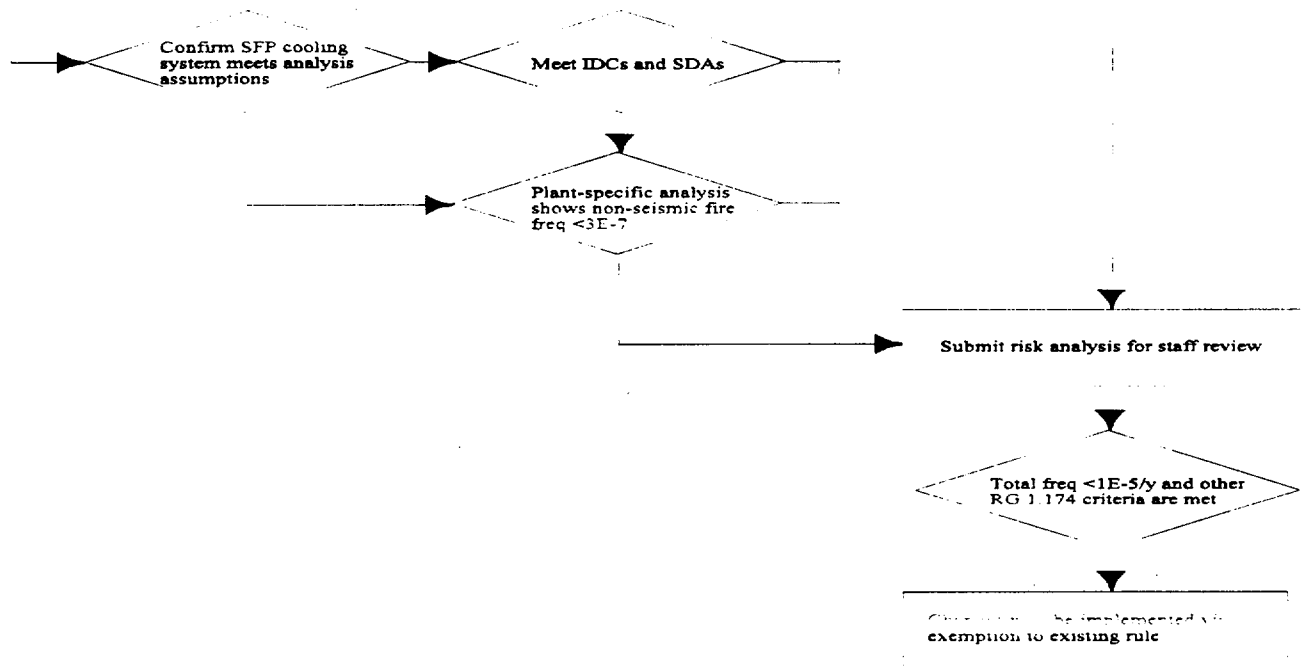 Confirm SFP cooling
system meets analysis
assumptions
Meet IDCs and SDAs
Plant-specific analysis
shows non-seismic fire
freq <3E-7
Submit risk analysis for staff review
Total freq <1E-5/y and other
RG 1.174 criteria are met
be implemented
exemption to existing rule